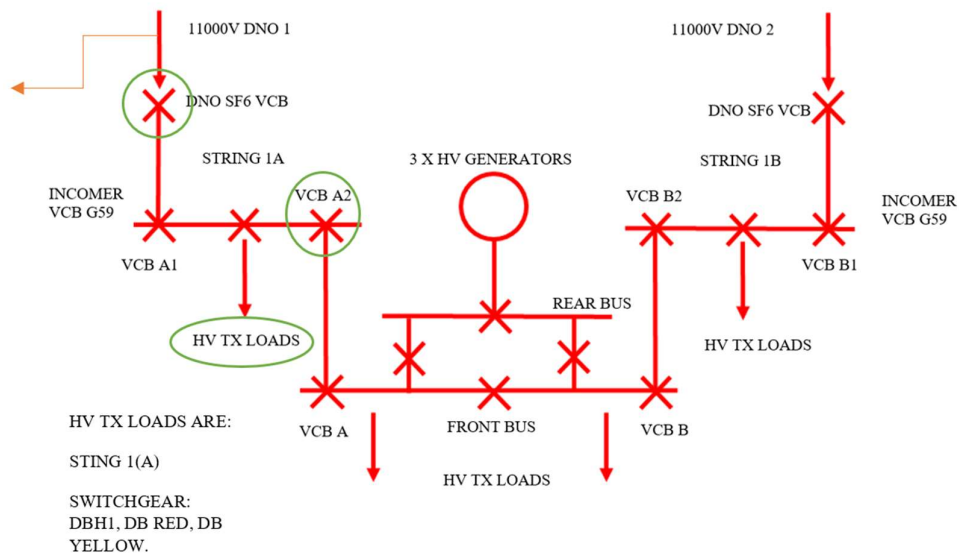 11000V DNO 1
11000V DNO 2
DNO SF6 VCB
DNO SF6 VCB
STRING 1A
3 X HV GENERATORS
STRING 1B
INCOMER
VCB G59
VCB A2
VCB B2
INCOMER
VCB G59
VCB A1
VCB B1
REAR BUS
HV TX LOADS
HV TX LOADS
VCB A
FRONT BUS
VCB B
HV TX LOADS ARE:
HV TX LOADS
STING 1(A)
SWITCHGEAR:
DBH1, DB RED, DB
YELLOW.